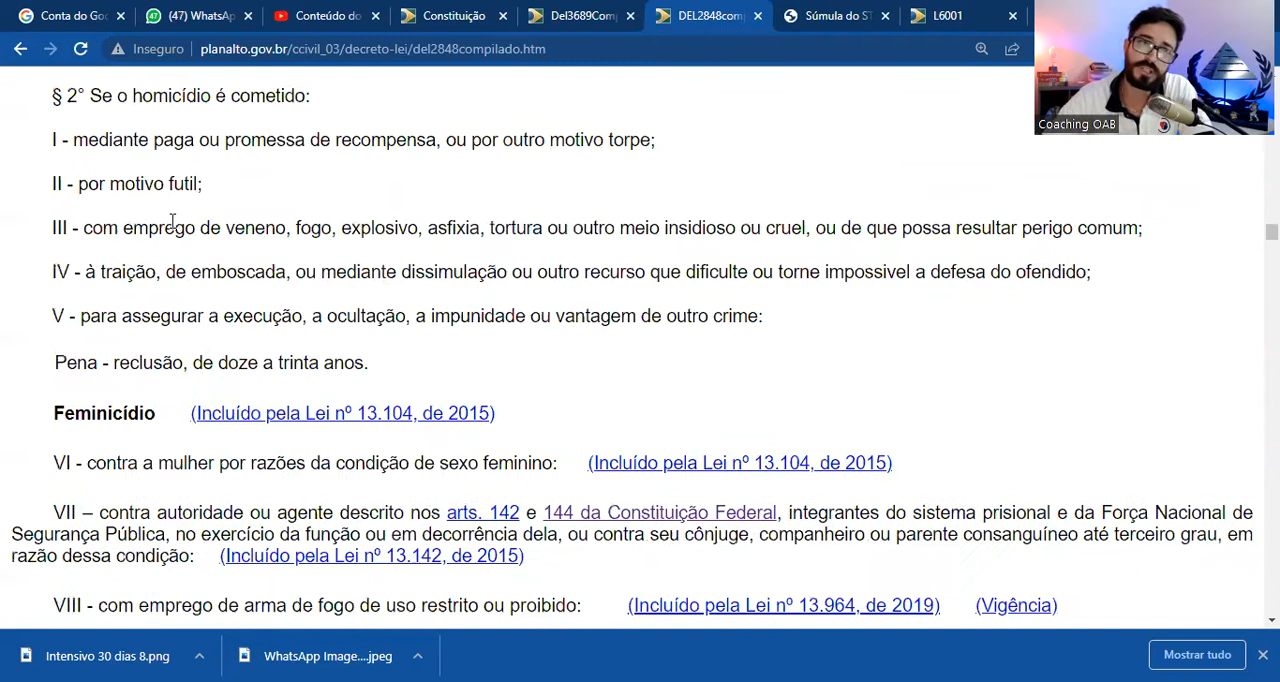 Conta do Goo
(47) WhatsAp
Conteúdo do
Constituição
Del3689Comp
DEL2848comp
Súmula do ST
L6001
Inseguro planalto.gov.br/ccivil_03/decreto-lei/del2848compilado.htm
Coaching OAB
§ 2° Se o homicídio é cometido:
I - mediante paga ou promessa de recompensa, ou por outro motivo torpe;
II - por motivo futil;
III - com emprego de veneno, fogo, explosivo, asfixia, tortura ou outro meio insidioso ou cruel, ou de que possa resultar perigo comum;
IV - à traição, de emboscada, ou mediante dissimulação ou outro recurso que dificulte ou torne impossivel a defesa do ofendido;
V - para assegurar a execução, a ocultação, a impunidade ou vantagem de outro crime:
Pena - reclusão, de doze a trinta anos.
Feminicídio (Incluído pela Lei nº 13.104, de 2015)
VI - contra a mulher por razões da condição de sexo feminino: (Incluído pela Lei nº 13.104, de 2015)
VII – contra autoridade ou agente descrito nos arts. 142 e 144 da Constituição Federal, integrantes do sistema prisional e da Força Nacional de
Segurança Pública, no exercício da função ou em decorrência dela, ou contra seu cônjuge, companheiro ou parente consanguíneo até terceiro grau, em
razão dessa condição: (Incluído pela Lei nº 13.142, de 2015)
VIII - com emprego de arma de fogo de uso restrito ou proibido: (Incluído pela Lei nº 13.964, de 2019) (Vigência)
Intensivo 30 dias 8.png
WhatsApp Image....jpeg
Mostrar tudo